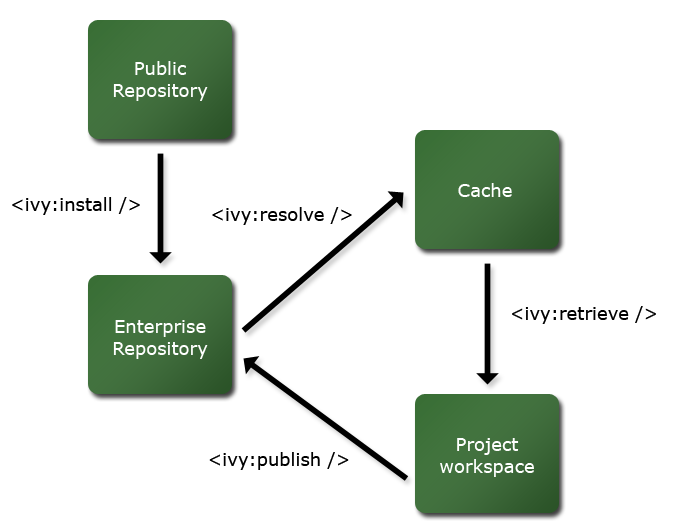 Public
Repository
<ivy:install />
<ivy:resolve />
Cache
Enterprise
Repository
<ivy:retrieve />
<ivy:publish />
Project
workspace